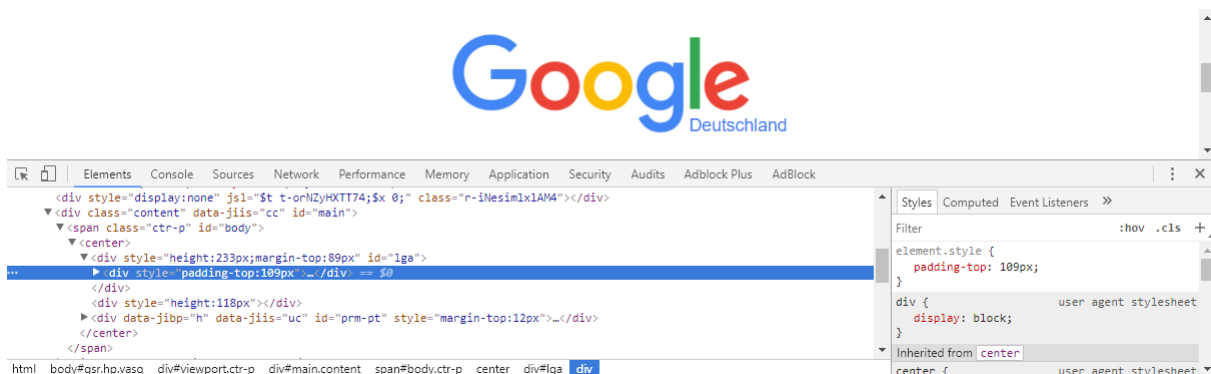 Google
Deutschland
Elements Console Sources Network Performance Memory Application Security Audits Adblock Plus AdBlock
<div style="display:none" jsl="$t t-orNZyHXTT74;$x 0;" class="r-iNesimlxlAM4"></div>
▼<div class="content" data-jiis="cc" id="main">
▼<span class="ctr-p" id="body">
▼<center>
▼<div style="height:233px;margin-top:89px" id="lga">
… ▶<div style="padding-top:109px">…</div> == $0
</div>
<div style="height:118px"></div>
▶<div data-jibp="h" data-jiis="uc" id="prm-pt" style="margin-top:12px">…</div>
</center>
</span>
html body#gsr.hp.vasq div#viewport.ctr-p div#main.content span#body.ctr-p center div#lga div
Styles Computed Event Listeners »
Filter :hov .cls +
element.style {
padding-top: 109px;
}
div { user agent stylesheet
display: block;
}
Inherited from center
center { user agent stylesheet